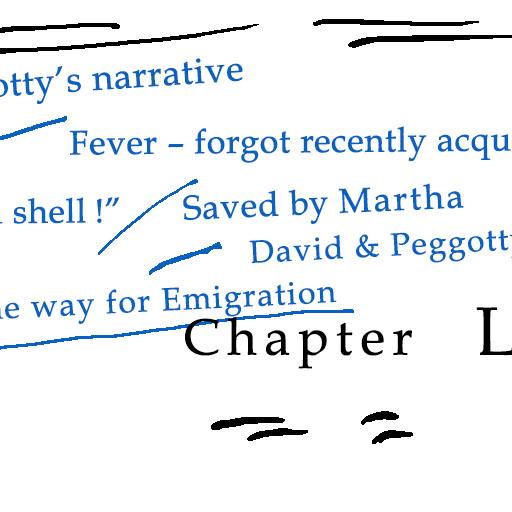 otty’s narrative
Fever – forgot recently acqu
shell !”
Saved by Martha
David & Peggotty
e way for Emigration
Chapter L